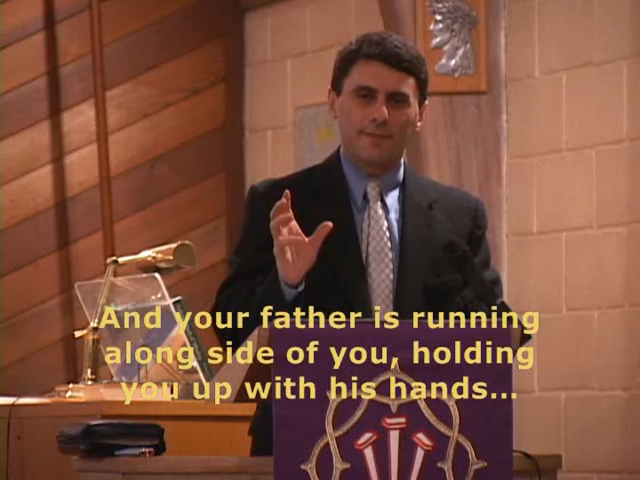 And your father is running
along side of you, holding
you up with his hands...